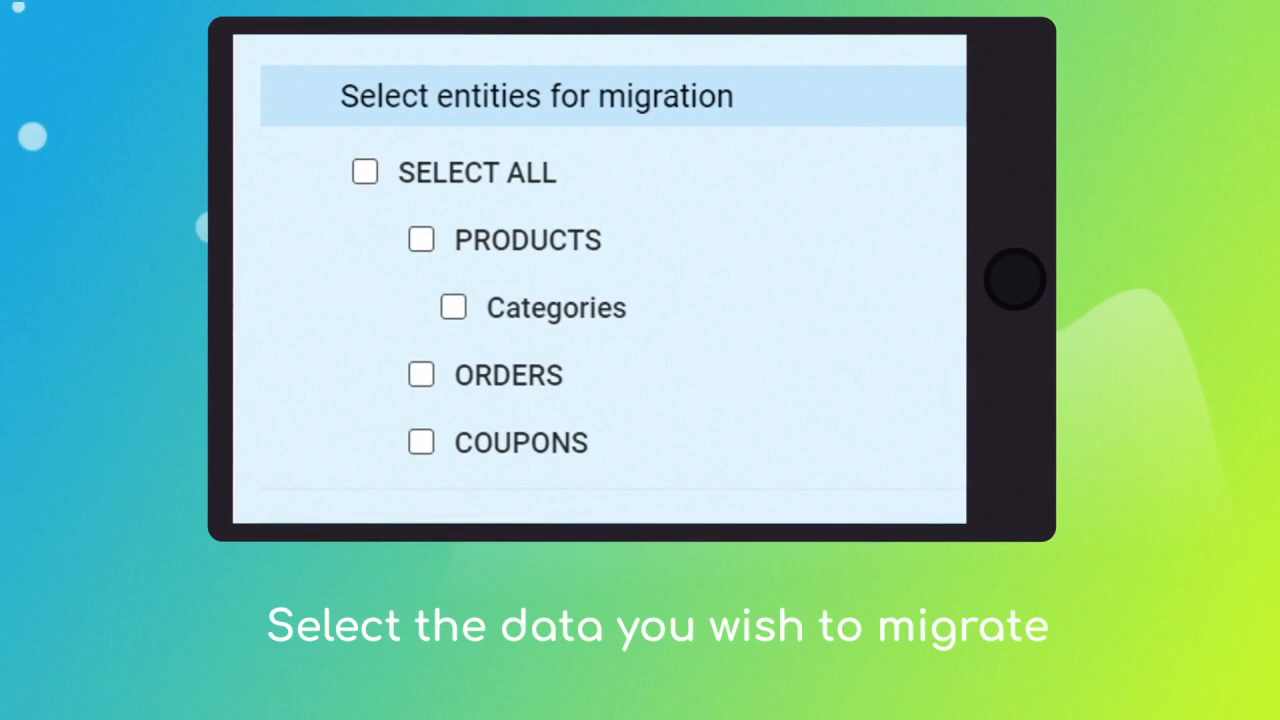 Select entities for migration
SELECT ALL
PRODUCTS
Categories
ORDERS
COUPONS
Select the data you wish to migrate